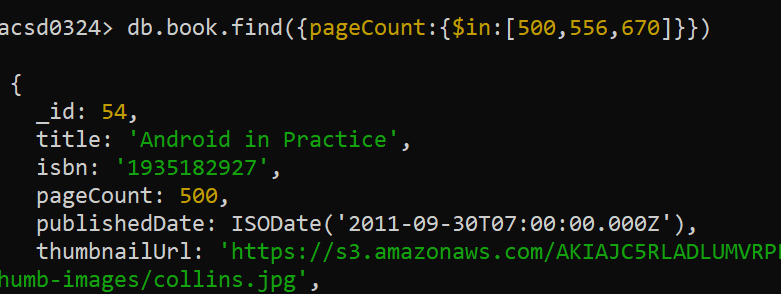 acsd0324> db.book.find({pageCount:{$in:[500,556,670]}})
{
_id: 54,
title: 'Android in Practice',
isbn: '1935182927',
pageCount: 500,
publishedDate: ISODate('2011-09-30T07:00:00.000Z'),
thumbnailUrl: 'https://s3.amazonaws.com/AKIAJC5RLADLUMVRP
humb-images/collins.jpg',